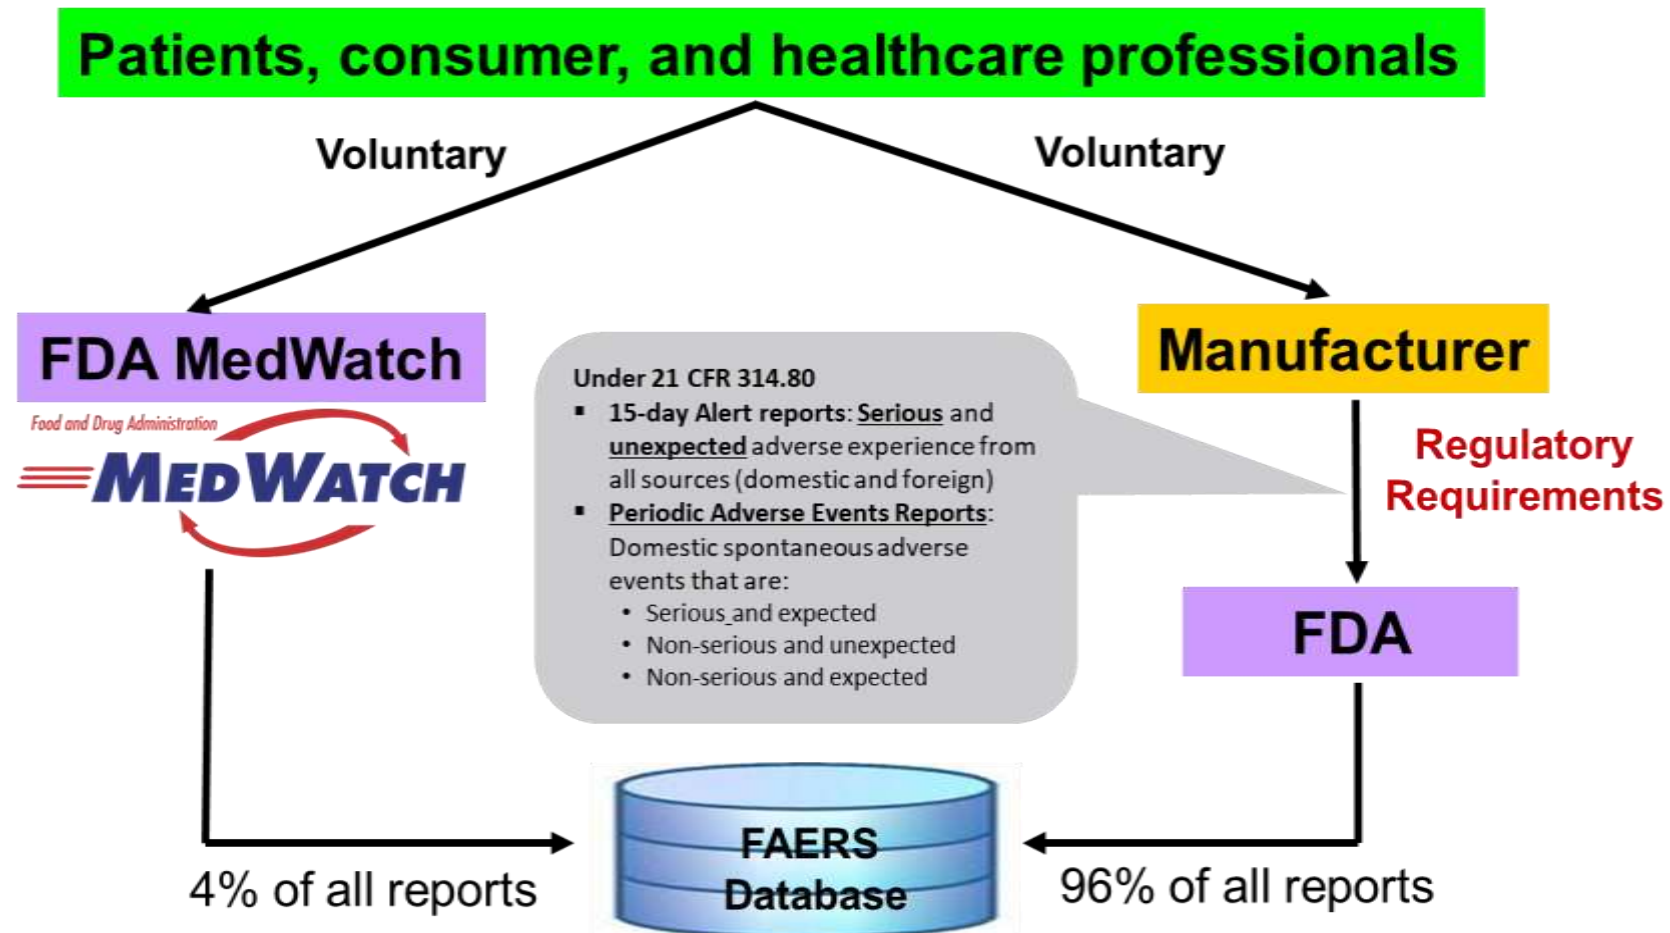 Patients, consumer, and healthcare professionals
Voluntary
Voluntary
FDA MedWatch
Food and Drug Administration
MEDWATCH
Under 21 CFR 314.80
▪ 15-day Alert reports: Serious and
unexpected adverse experience from
all sources (domestic and foreign)
▪ Periodic Adverse Events Reports:
Domestic spontaneous adverse
events that are:
• Serious and expected
• Non-serious and unexpected
• Non-serious and expected
Manufacturer
Regulatory
Requirements
FDA
FAERS
Database
4% of all reports
96% of all reports